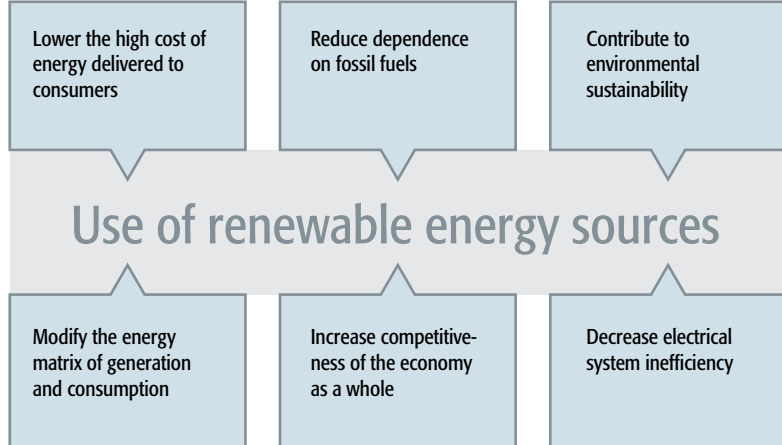 Lower the high cost of
energy delivered to
consumers
Reduce dependence
on fossil fuels
Contribute to
environmental
sustainability
Use of renewable energy sources
Modify the energy
matrix of generation
and consumption
Increase competitive-
ness of the economy
as a whole
Decrease electrical
system inefficiency